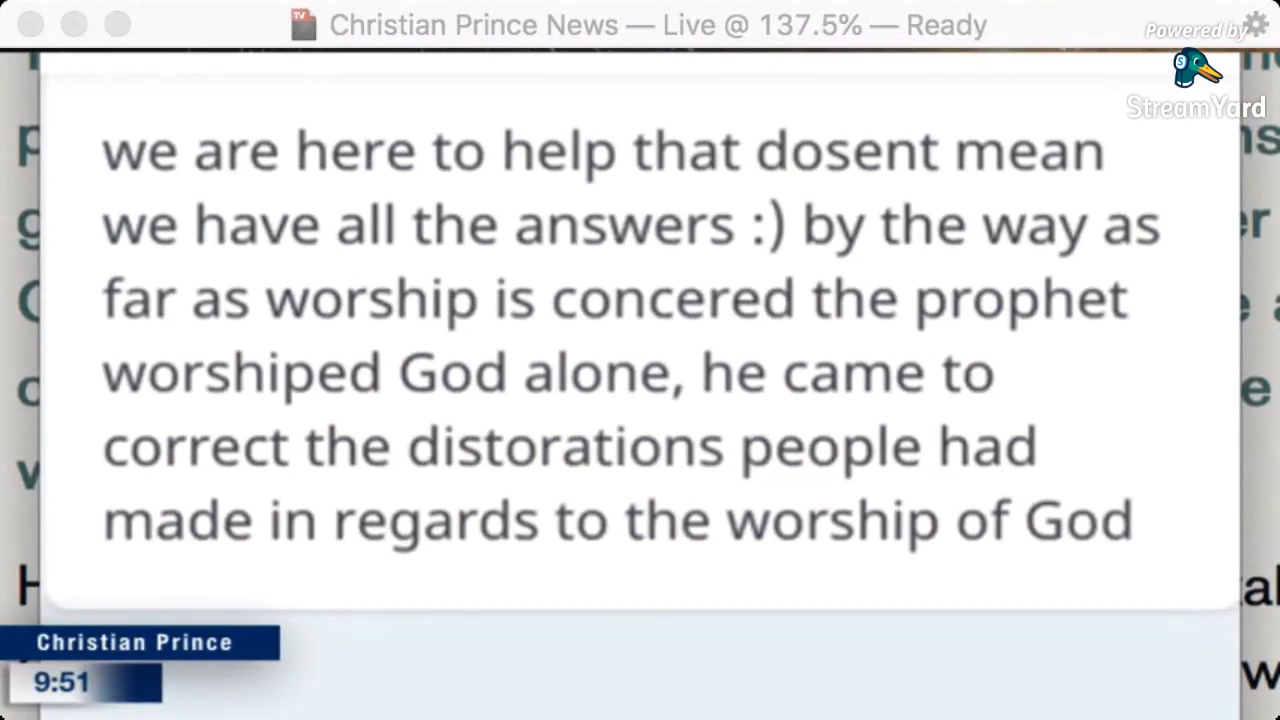 Christian Prince News — Live @ 137.5% — Ready
Powered by
StreamYard
we are here to help that dosent mean
we have all the answers :) by the way as
far as worship is concered the prophet
worshiped God alone, he came to
correct the distorations people had
made in regards to the worship of God
Christian Prince
9:51